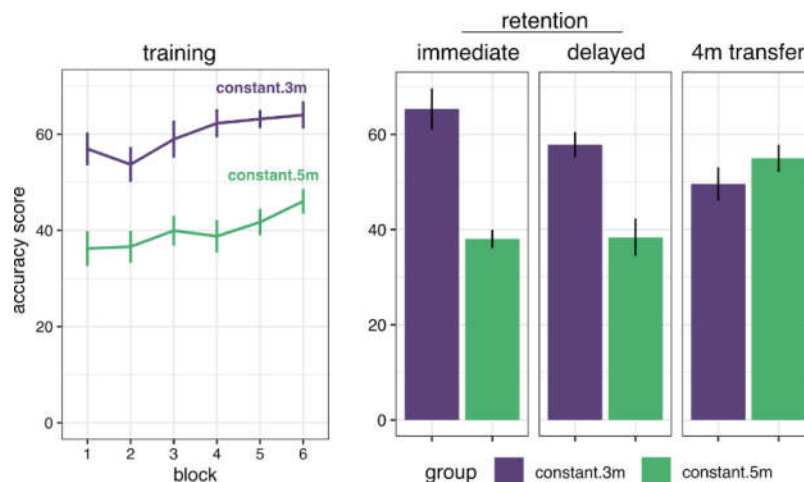 training
constant.3m
constant.5m
accuracy score
60
40
20
0
1 2 3 4 5 6
block
retention
immediate delayed 4m transfer
60
40
20
0
group constant.3m constant.5m